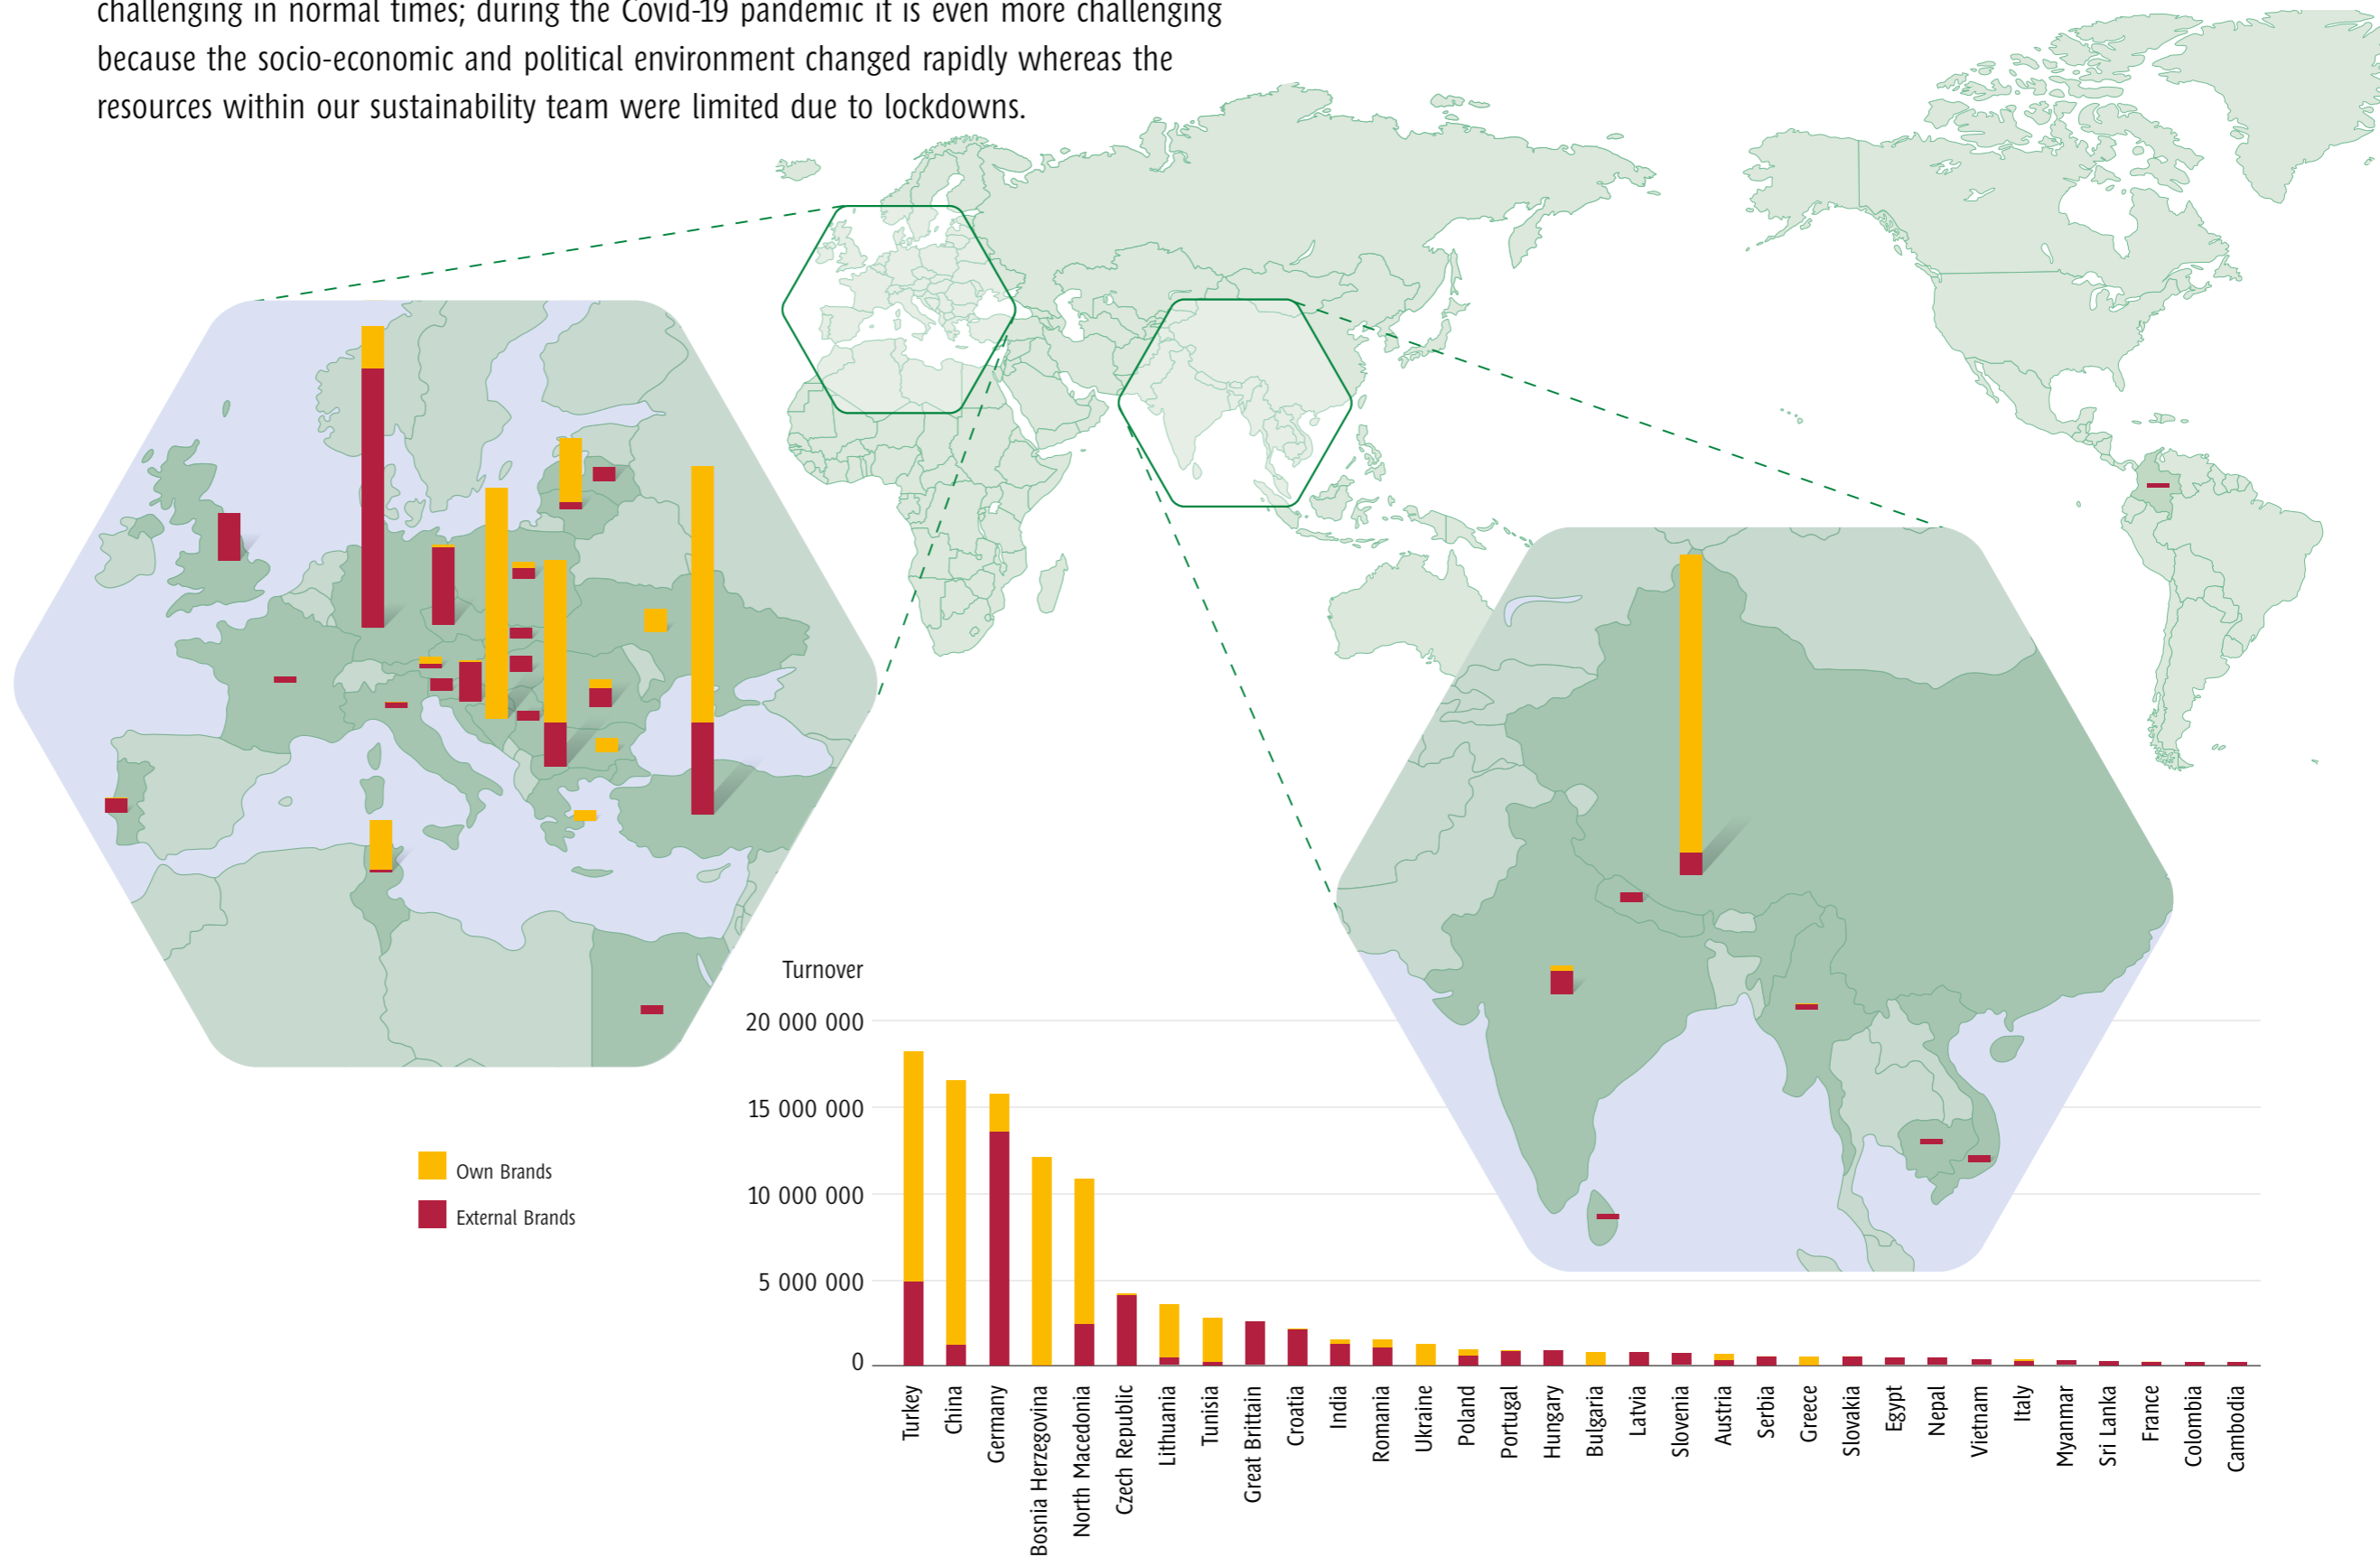 challenging in normal times; during the Covid-19 pandemic it is even more challenging
because the socio-economic and political environment changed rapidly whereas the
resources within our sustainability team were limited due to lockdowns.
Turnover
20 000 000
15 000 000
10 000 000
5 000 000
0
Own Brands
External Brands
Turkey
China
Germany
Bosnia Herzegovina
North Macedonia
Czech Republic
Lithuania
Tunisia
Great Brittain
Croatia
India
Romania
Ukraine
Poland
Portugal
Hungary
Bulgaria
Latvia
Slovenia
Austria
Serbia
Greece
Slovakia
Egypt
Nepal
Vietnam
Italy
Myanmar
Sri Lanka
France
Colombia
Cambodia